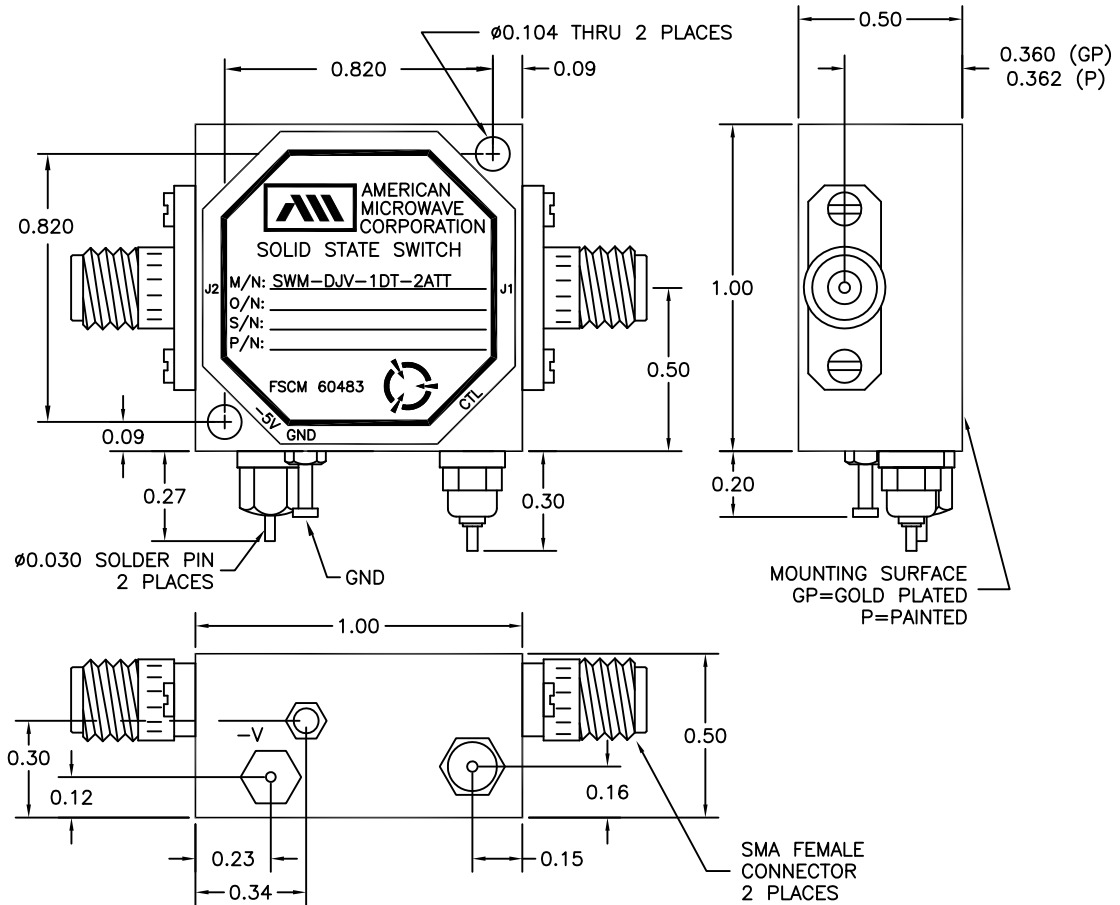 ø0.104 THRU 2 PLACES
0.820
0.09
0.50
0.360 (GP)
0.362 (P)
0.820
AMERICAN
MICROWAVE
CORPORATION
SOLID STATE SWITCH
M/N: SWM-DJV-1DT-2ATT
O/N:
S/N:
P/N:
J2
J1
FSCM 60483
-5V
GND
CTL
0.09
0.50
1.00
0.27
0.30
0.20
ø0.030 SOLDER PIN
2 PLACES
GND
MOUNTING SURFACE
GP=GOLD PLATED
P=PAINTED
1.00
-V
0.30
0.12
0.50
0.16
0.23
0.15
0.34
SMA FEMALE
CONNECTOR
2 PLACES